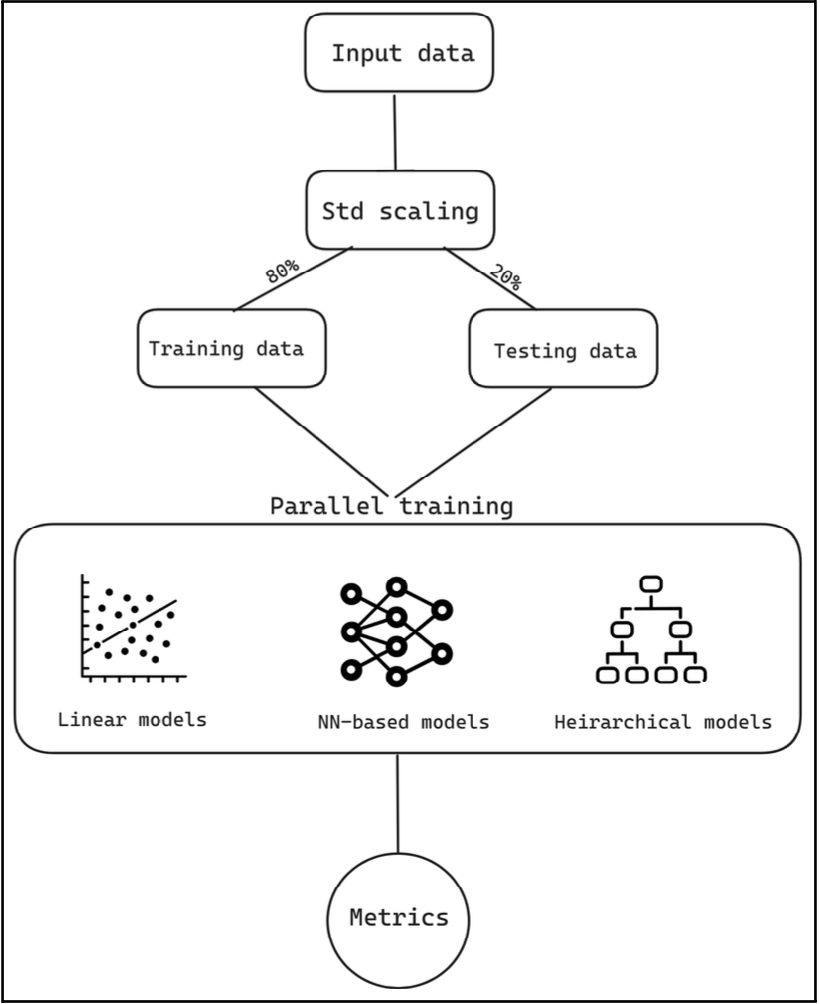 Input data
Std scaling
80%
20%
Training data
Testing data
Parallel training
Linear models
NN-based models
Heirarchical models
Metrics